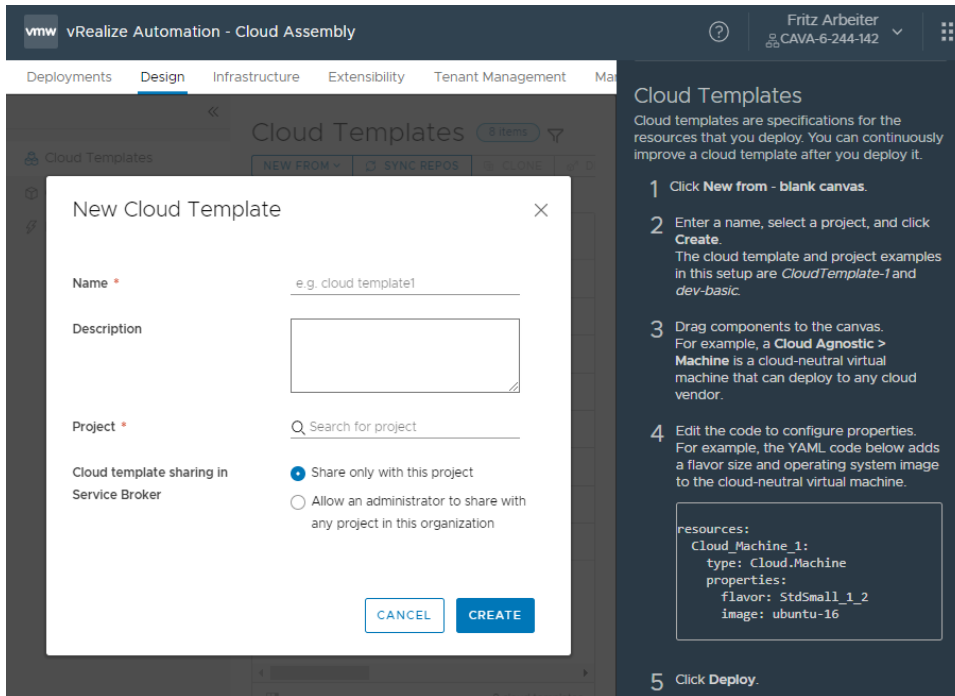 vmw vRealize Automation - Cloud Assembly
Fritz Arbeiter
CAVA-6-244-142
Deployments Design Infrastructure Extensibility Tenant Management Mar
Cloud Templates
Cloud Templates 8 items
NEW FROM SYNC REPOS CLONE
New Cloud Template
Name *
e.g. cloud template1
Description
Project *
Search for project
Cloud template sharing in
Service Broker
Share only with this project
Allow an administrator to share with
any project in this organization
CANCEL CREATE
Cloud Templates
Cloud templates are specifications for the
resources that you deploy. You can continuously
improve a cloud template after you deploy it.
1 Click New from - blank canvas.
2 Enter a name, select a project, and click
Create.
The cloud template and project examples
in this setup are CloudTemplate-1 and
dev-basic.
3 Drag components to the canvas.
For example, a Cloud Agnostic >
Machine is a cloud-neutral virtual
machine that can deploy to any cloud
vendor.
4 Edit the code to configure properties.
For example, the YAML code below adds
a flavor size and operating system image
to the cloud-neutral virtual machine.
resources:
Cloud_Machine_1:
type: Cloud.Machine
properties:
flavor: StdSmall_1_2
image: ubuntu-16
5 Click Deploy.